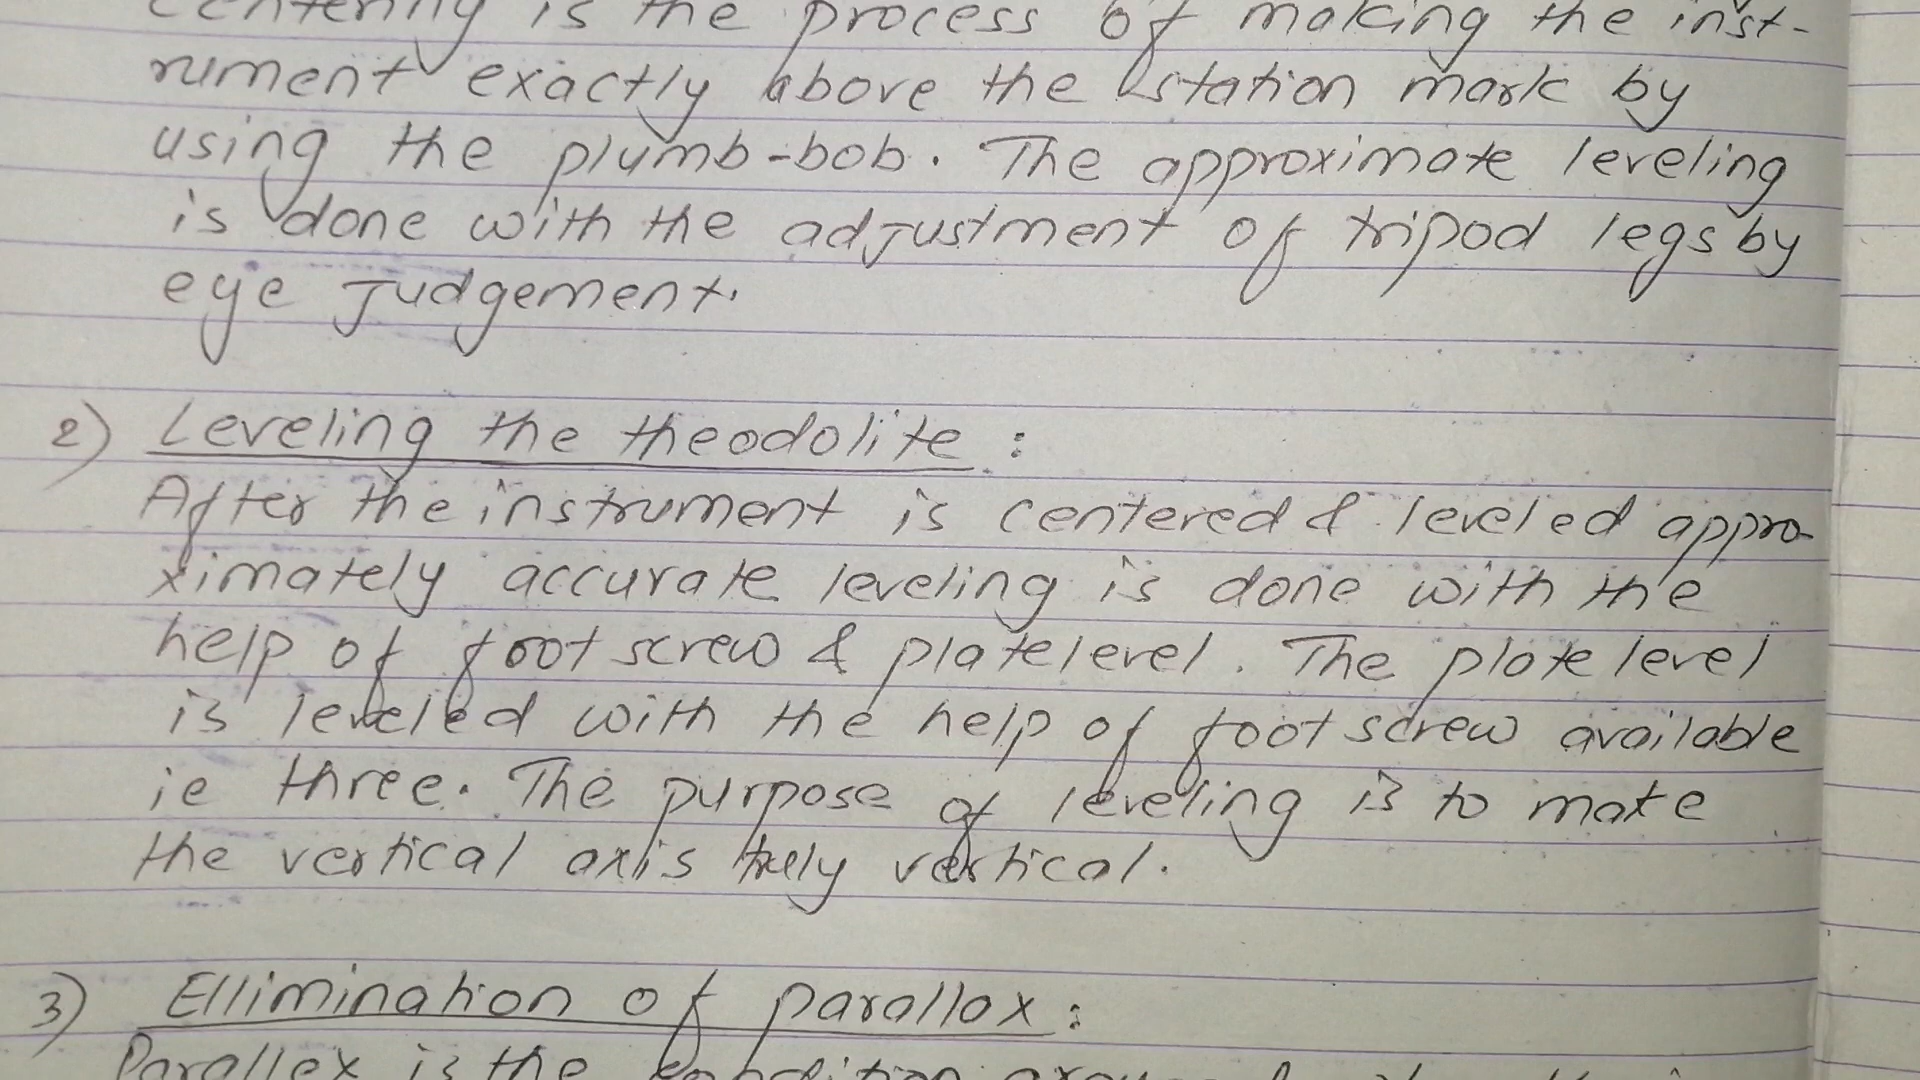 Centering is the process of making the inst-
rument exactly above the station mark by
using the plumb-bob. The approximate leveling
is done with the adjustment of tripod legs by
eye judgement.
2) Leveling the theodolite :
After the instrument is centered & leveled appro-
ximately accurate leveling is done with the
help of foot screw & plate level. The plate level
is leveled with the help of foot screw available
ie three. The purpose of leveling is to make
the vertical axis truly vertical.
3) Ellimination of parallax :
Parallex is the condition